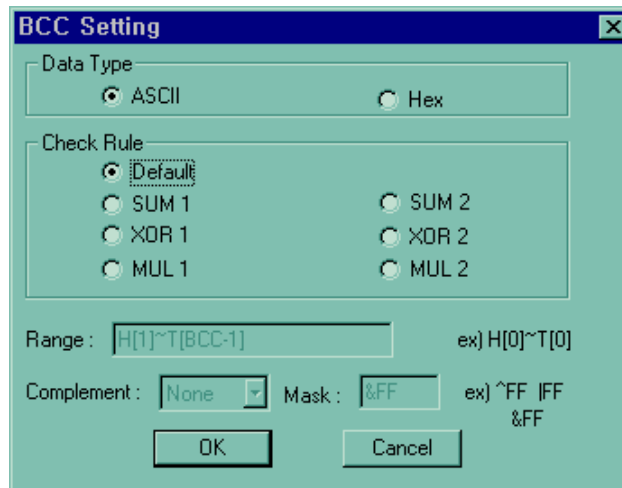 BCC Setting
Data Type
ASCII Hex
Check Rule
Default
SUM 1 SUM 2
XOR 1 XOR 2
MUL 1 MUL 2
Range : H[1]~T[BCC-1] ex) H[0]~T[0]
Complement : None Mask : &FF ex) ^FF |FF
&FF
OK Cancel